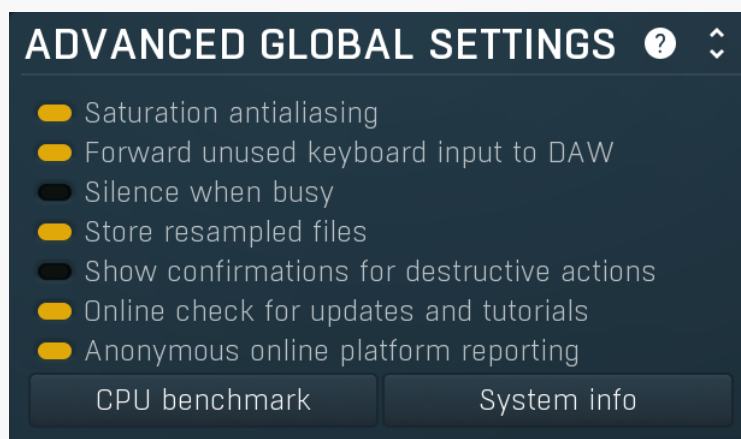 ADVANCED GLOBAL SETTINGS ?
Saturation antialiasing
Forward unused keyboard input to DAW
Silence when busy
Store resampled files
Show confirmations for destructive actions
Online check for updates and tutorials
Anonymous online platform reporting
CPU benchmark System info